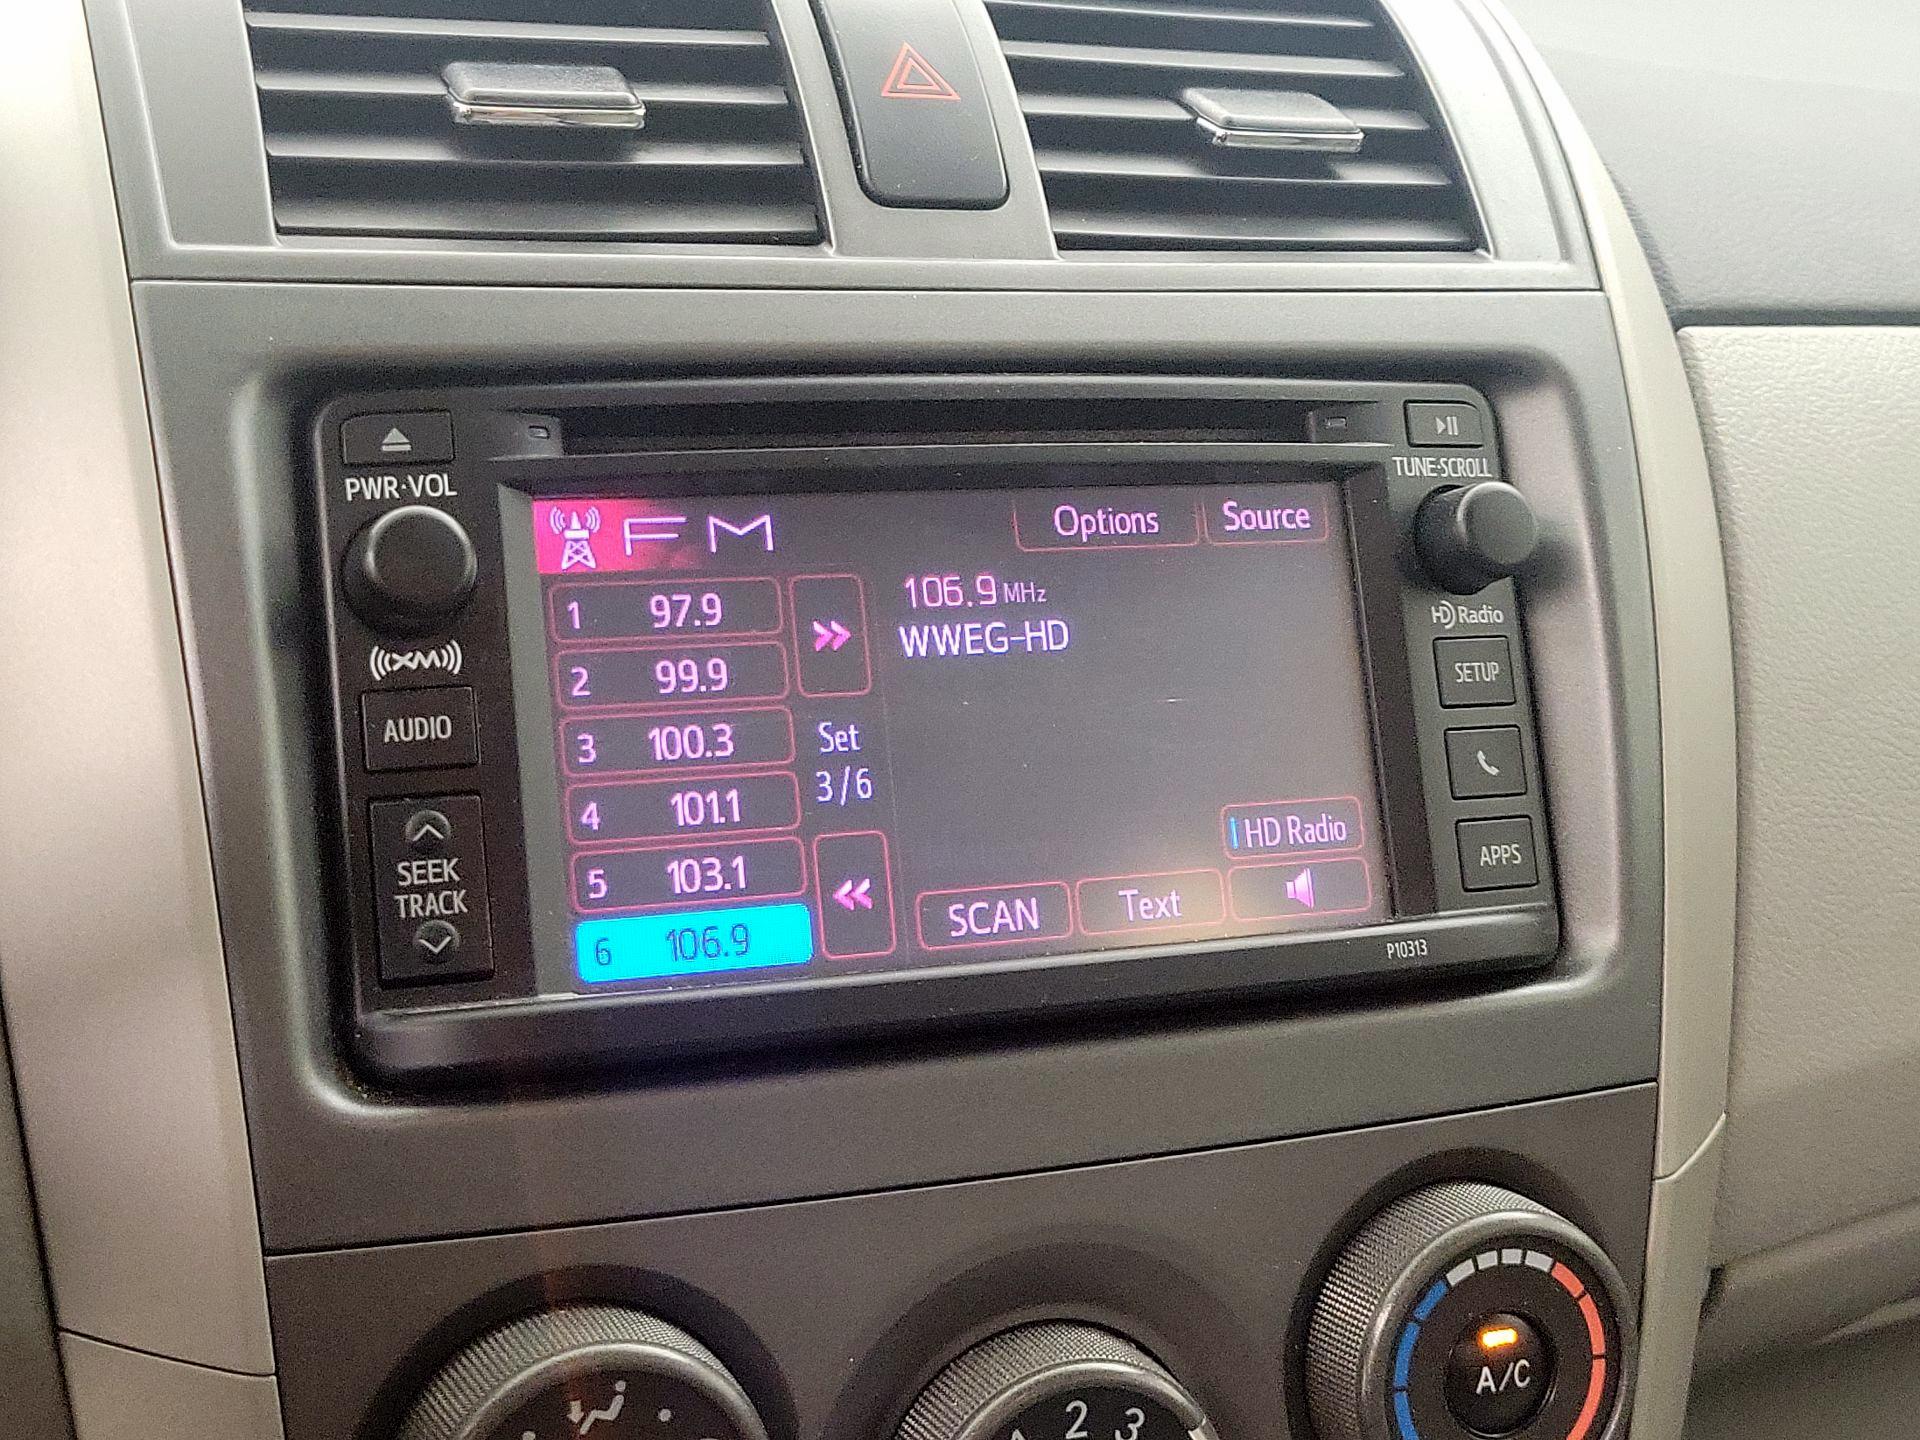 PWR·VOL
TUNE·SCROLL
FM
Options
Source
1 97.9
106.9 MHz
WWEG-HD
HD Radio
2 99.9
(((XM)))
SETUP
AUDIO
3 100.3
Set
3/6
4 101.1
HD Radio
APPS
SEEK
TRACK
5 103.1
SCAN
Text
6 106.9
P10313
A/C
2 3